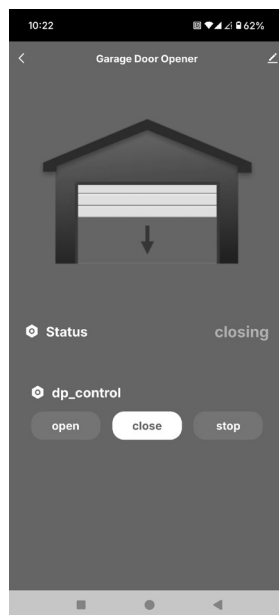 10:22
62%
Garage Door Opener
Status closing
dp_control
open close stop